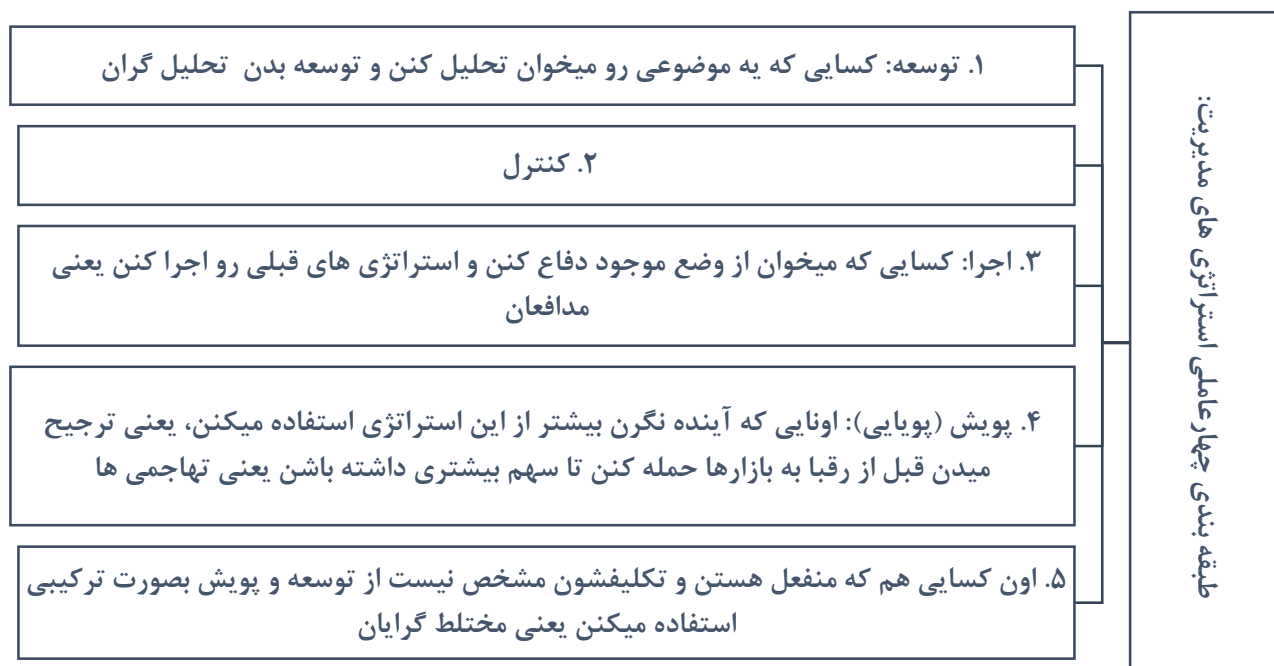 طبقه بندی چهارعاملی استراتژی های مدیریت:
۱. توسعه: کسایی که یه موضوعی رو میخوان تحلیل کنن و توسعه بدن تحلیل گران
۲. کنترل
۳. اجرا: کسایی که میخوان از وضع موجود دفاع کنن و استراتژی های قبلی رو اجرا کنن یعنی
مدافعان
۴. پویش (پویایی): اونایی که آینده نگرن بیشتر از این استراتژی استفاده میکنن، یعنی ترجیح
میدن قبل از رقبا به بازارها حمله کنن تا سهم بیشتری داشته باشن یعنی تهاجمی ها
۵. اون کسایی هم که منفعل هستن و تکلیفشون مشخص نیست از توسعه و پویش بصورت ترکیبی
استفاده میکنن یعنی مختلط گرایان